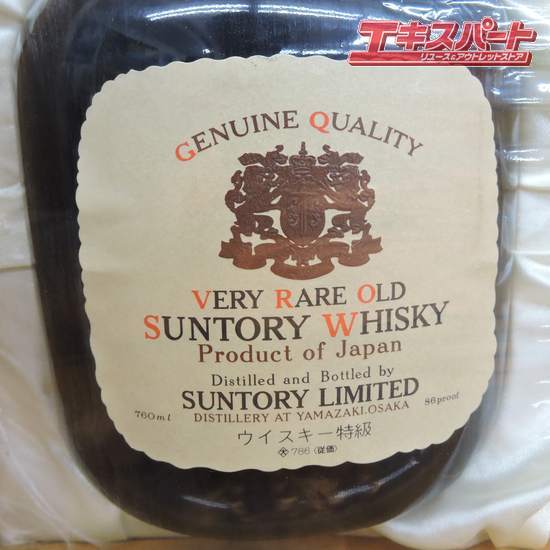 エキスパート
リユース&アウトレットストア
GENUINE QUALITY
VERY RARE OLD
SUNTORY WHISKY
Product of Japan
Distilled and Bottled by
SUNTORY LIMITED
DISTILLERY AT YAMAZAKI.OSAKA
760ml
86proof
ウイスキー特級
786〈従価〉